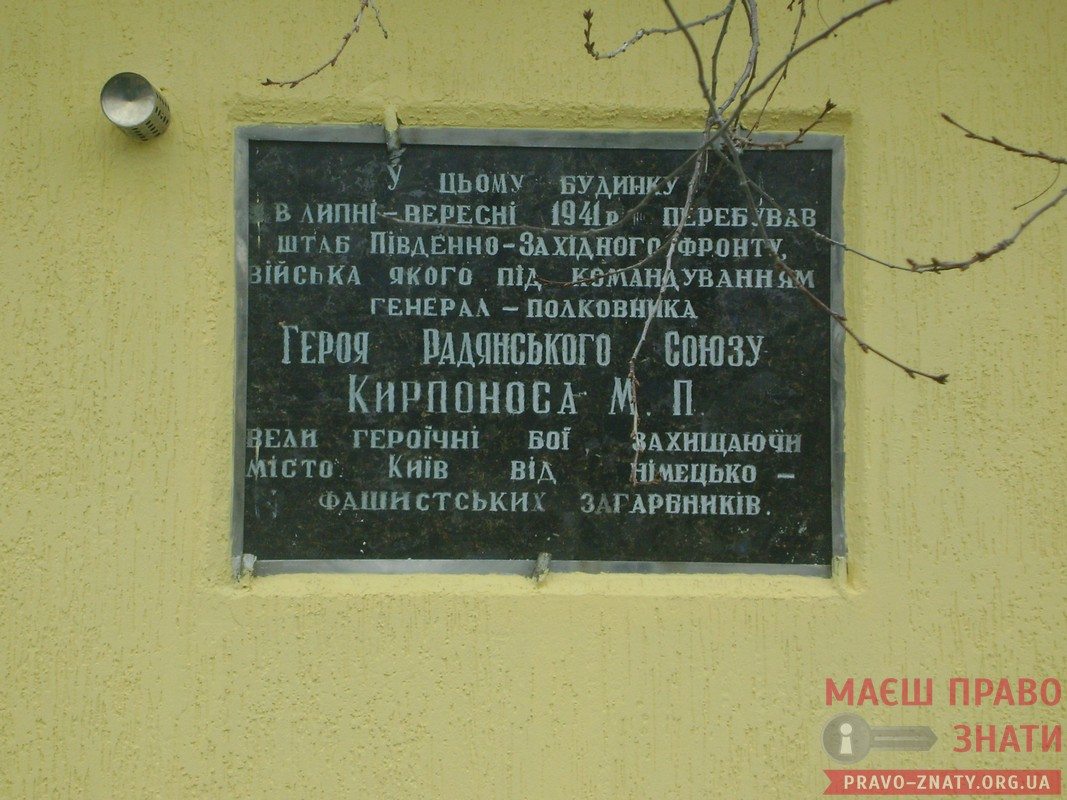 У ЦЬОМУ БУДИНКУ
В ЛИПНІ – ВЕРЕСНІ 1941 р. ПЕРЕБУВАВ
ШТАБ ПІВДЕННО – ЗАХІДНОГО ФРОНТУ,
ВІЙСЬКА ЯКОГО ПІД КОМАНДУВАННЯМ
ГЕНЕРАЛ – ПОЛКОВНИКА
ГЕРОЯ РАДЯНСЬКОГО СОЮЗУ
КИРПОНОСА М. П.
ВЕЛИ ГЕРОЇЧНІ БОЇ, ЗАХИЩАЮЧИ
МІСТО КИЇВ ВІД НІМЕЦЬКО –
ФАШИСТСЬКИХ ЗАГАРБНИКІВ.
МАЄШ ПРАВО
ЗНАТИ
PRAVO-ZNATY.ORG.UA